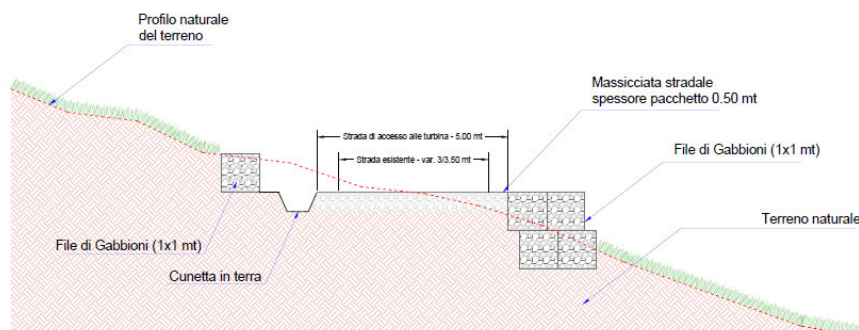 Profilo naturale
del terreno
Massicciata stradale
spessore pacchetto 0.50 mt
Strada di accesso alle turbina - 5.00 mt
Strada esistente - var. 3/3.50 mt
File di Gabbioni (1x1 mt)
Terreno naturale
File di Gabbioni (1x1 mt)
Cunetta in terra